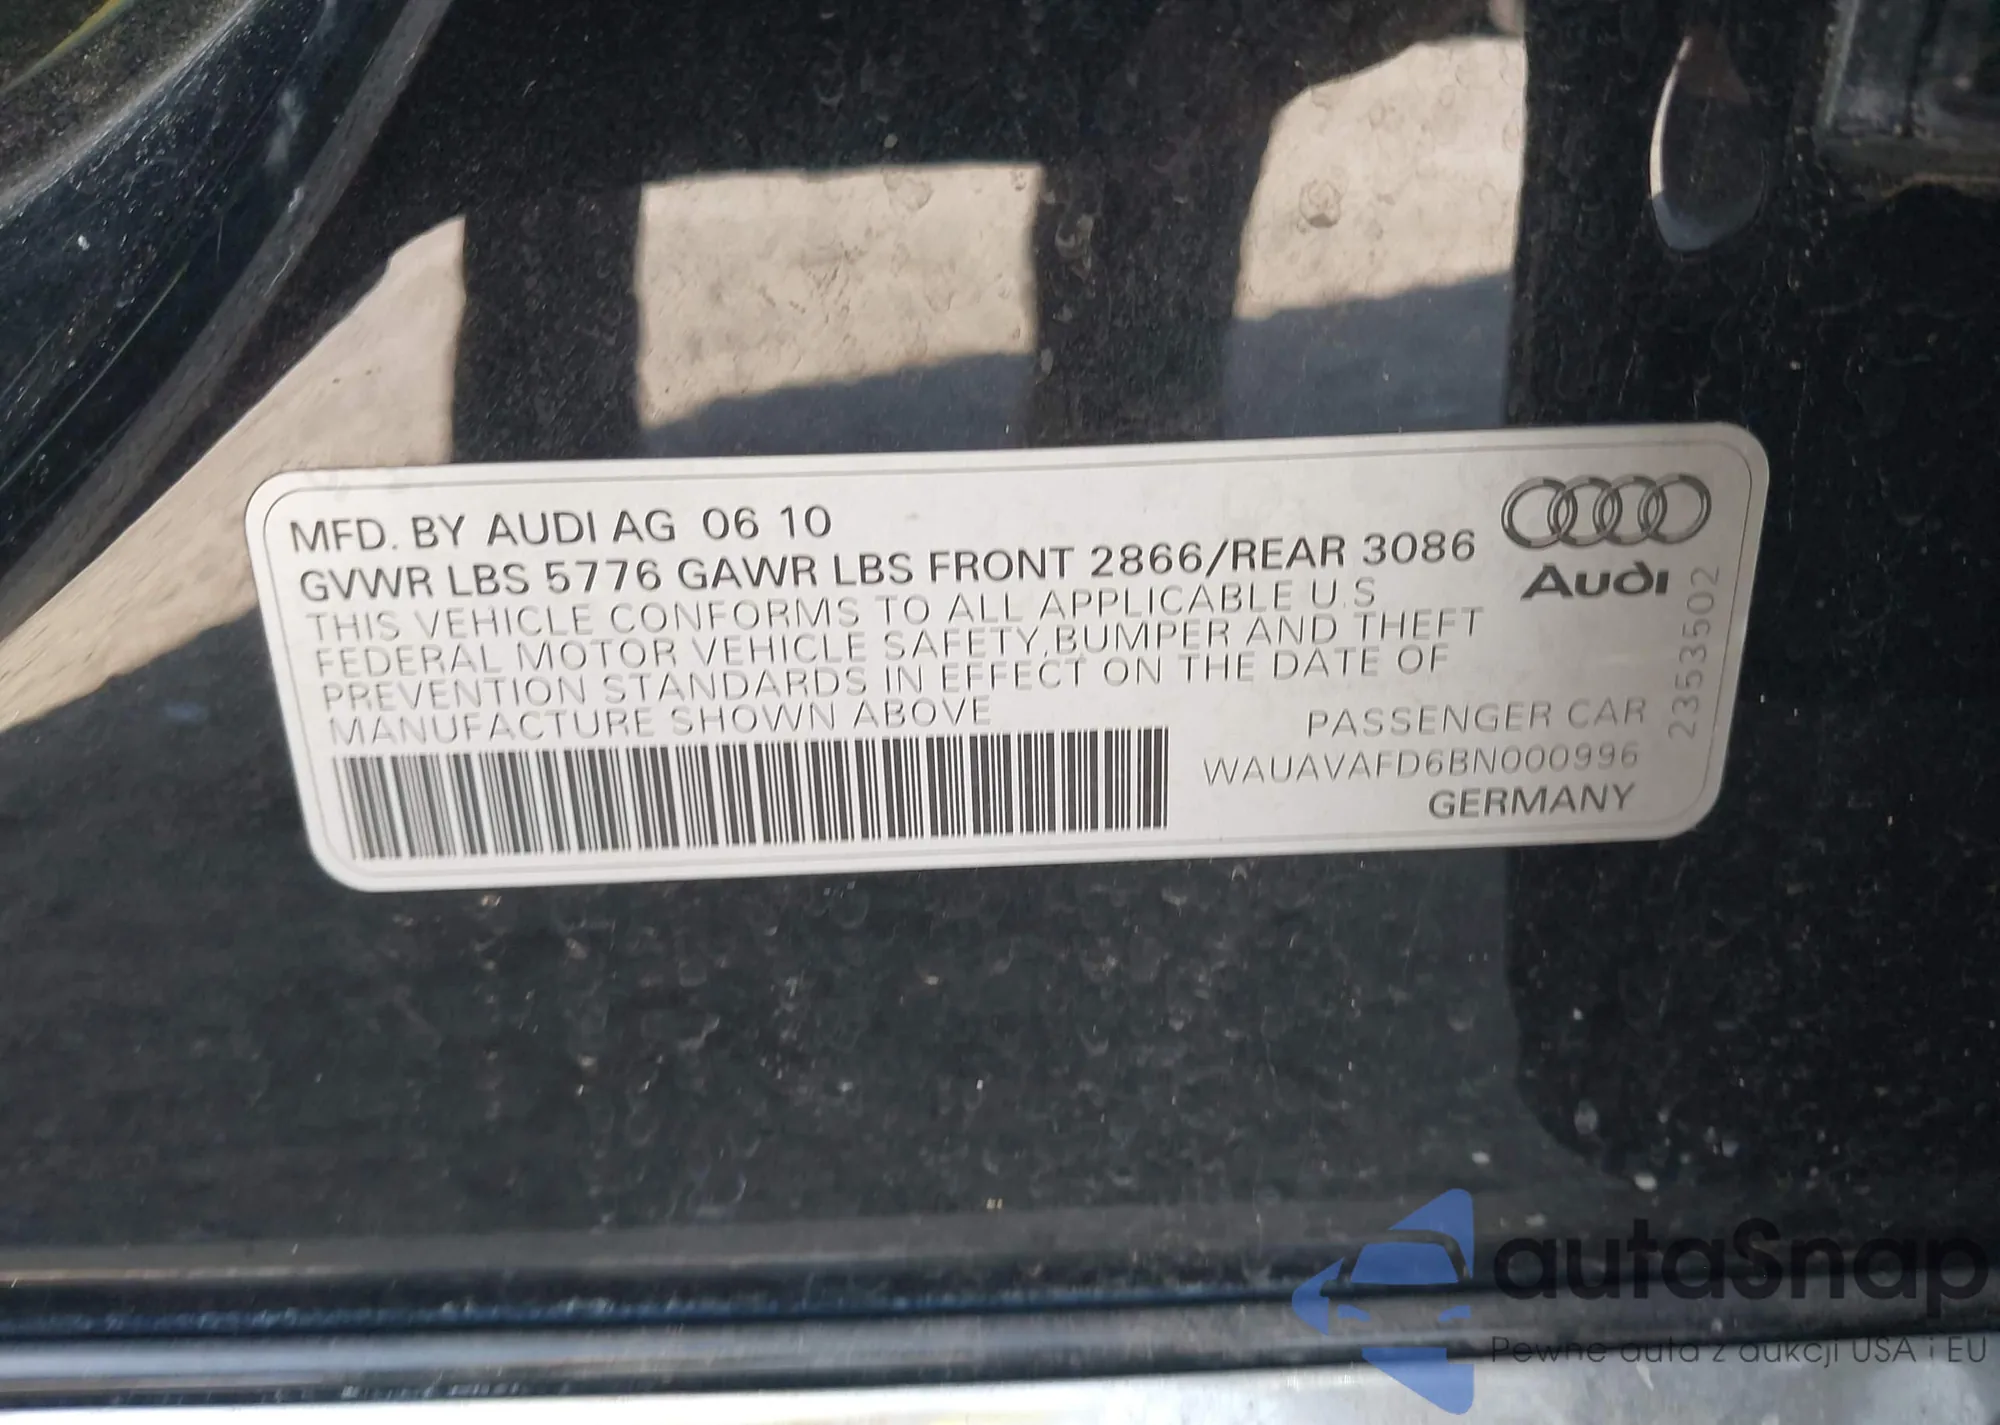 MFD. BY AUDI AG 06 10
GVWR LBS 5776 GAWR LBS FRONT 2866/REAR 3086
THIS VEHICLE CONFORMS TO ALL APPLICABLE U.S
FEDERAL MOTOR VEHICLE SAFETY, BUMPER AND THEFT
PREVENTION STANDARDS IN EFFECT ON THE DATE OF
MANUFACTURE SHOWN ABOVE
PASSENGER CAR
WAUAVAFD6BN000996
GERMANY
Audi
2353502
autaSnap
Pewne auta z aukcji USA i EU